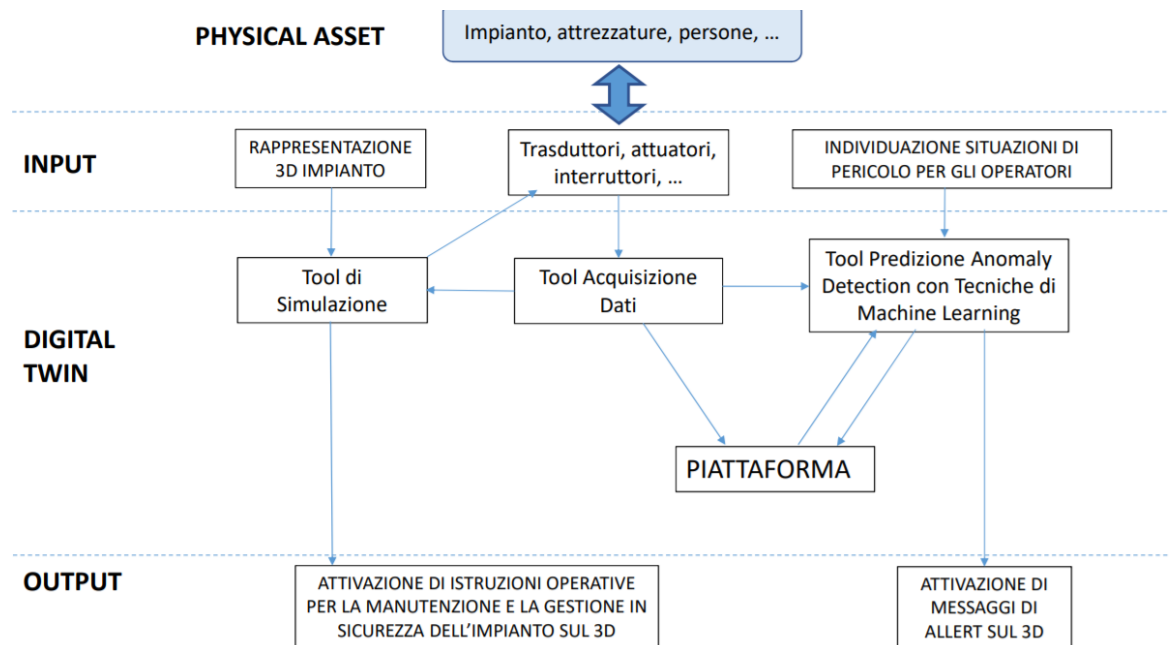 PHYSICAL ASSET
Impianto, attrezzature, persone, …
INPUT
RAPPRESENTAZIONE
3D IMPIANTO
Trasduttori, attuatori,
interruttori, …
INDIVIDUAZIONE SITUAZIONI DI
PERICOLO PER GLI OPERATORI
DIGITAL
TWIN
Tool di
Simulazione
Tool Acquisizione
Dati
Tool Predizione Anomaly
Detection con Tecniche di
Machine Learning
PIATTAFORMA
OUTPUT
ATTIVAZIONE DI ISTRUZIONI OPERATIVE
PER LA MANUTENZIONE E LA GESTIONE IN
SICUREZZA DELL’IMPIANTO SUL 3D
ATTIVAZIONE DI
MESSAGGI DI
ALLERT SUL 3D